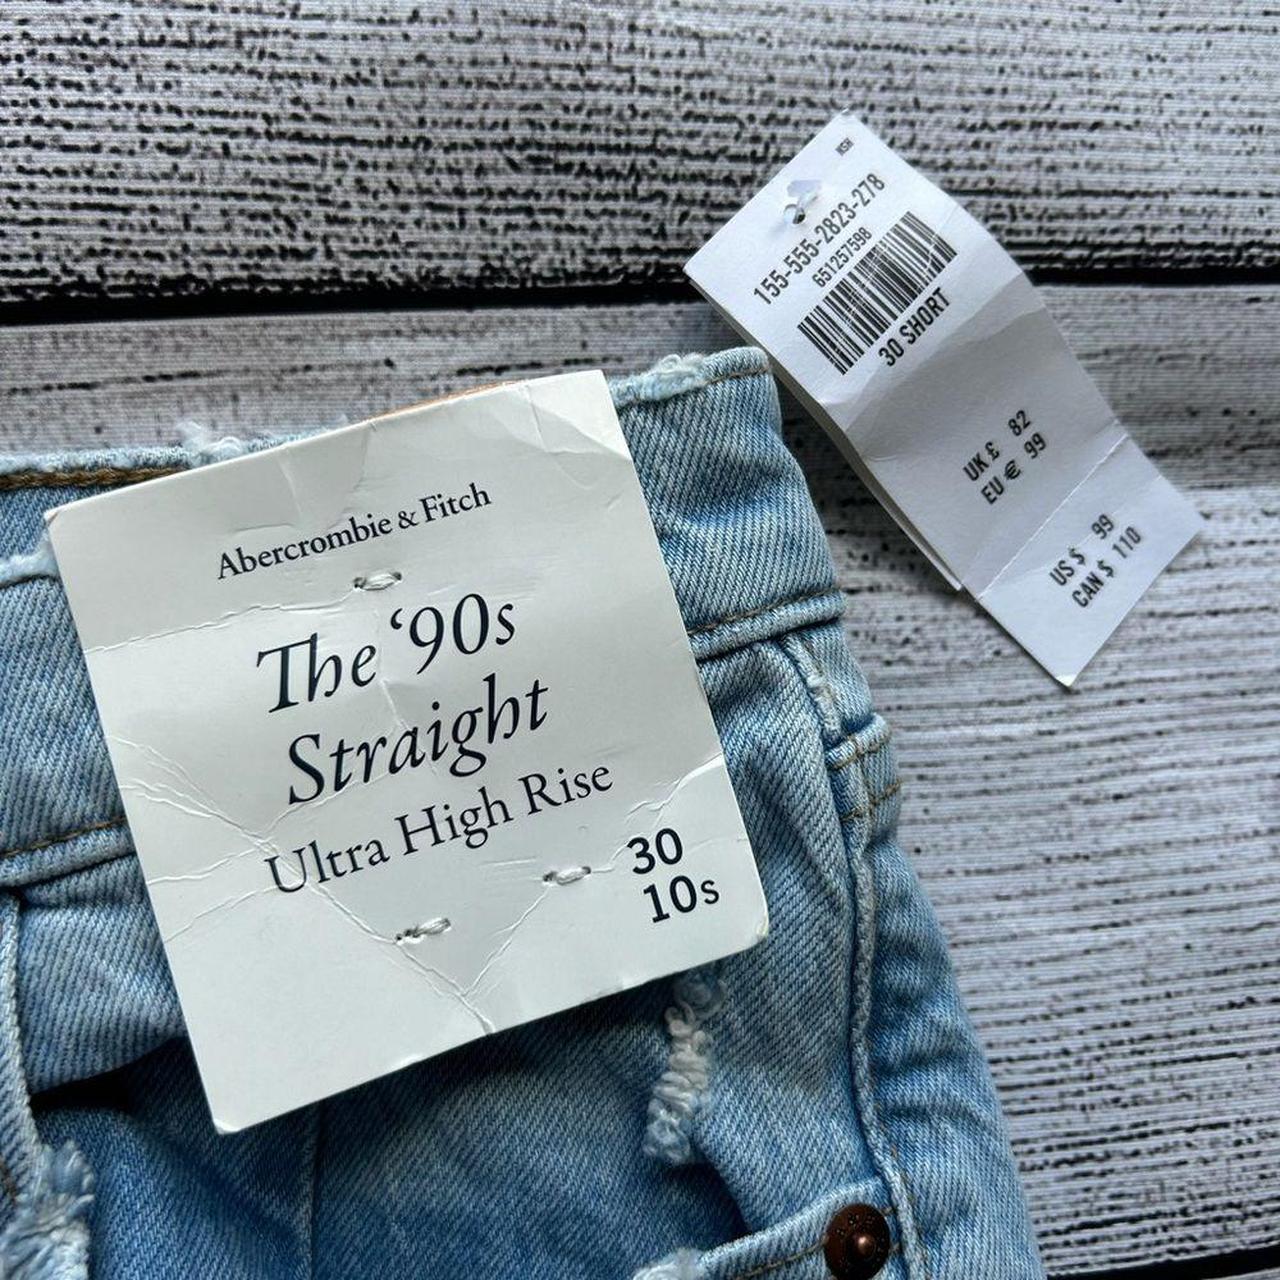 Abercrombie & Fitch
The ‘90s
Straight
Ultra High Rise
30
10s
155-555-2823-278
651257598
30 SHORT
UK £ 82
EU € 99
US $ 99
CAN $ 110